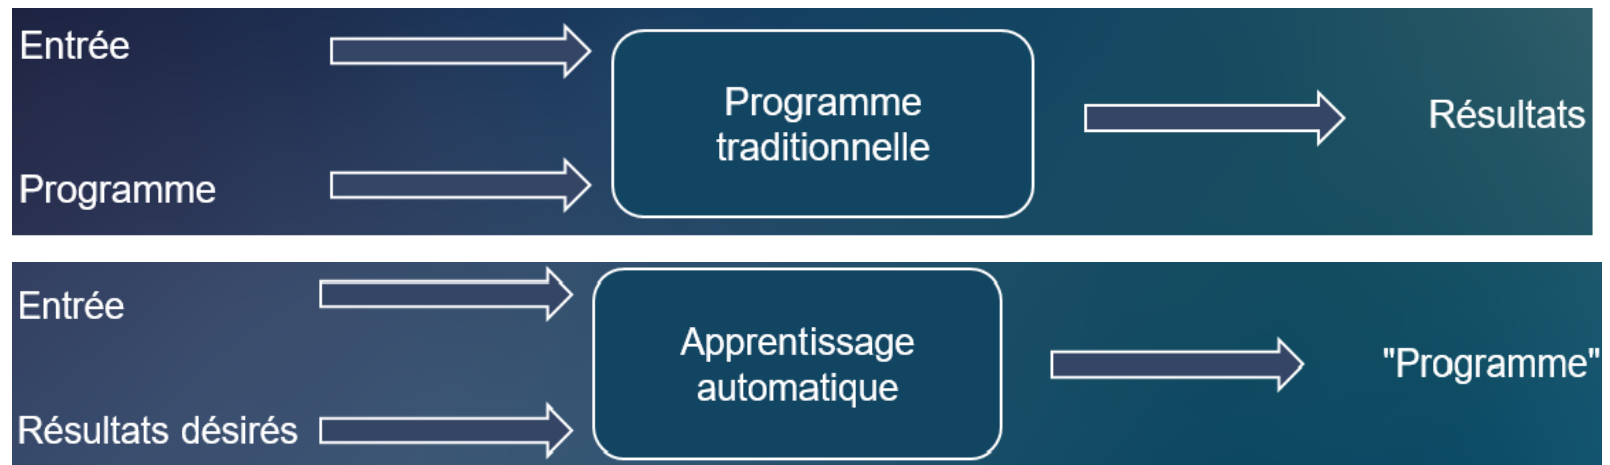 Entrée
Programme
traditionnelle
Résultats
Programme
Entrée
Apprentissage
automatique
"Programme"
Résultats désirés